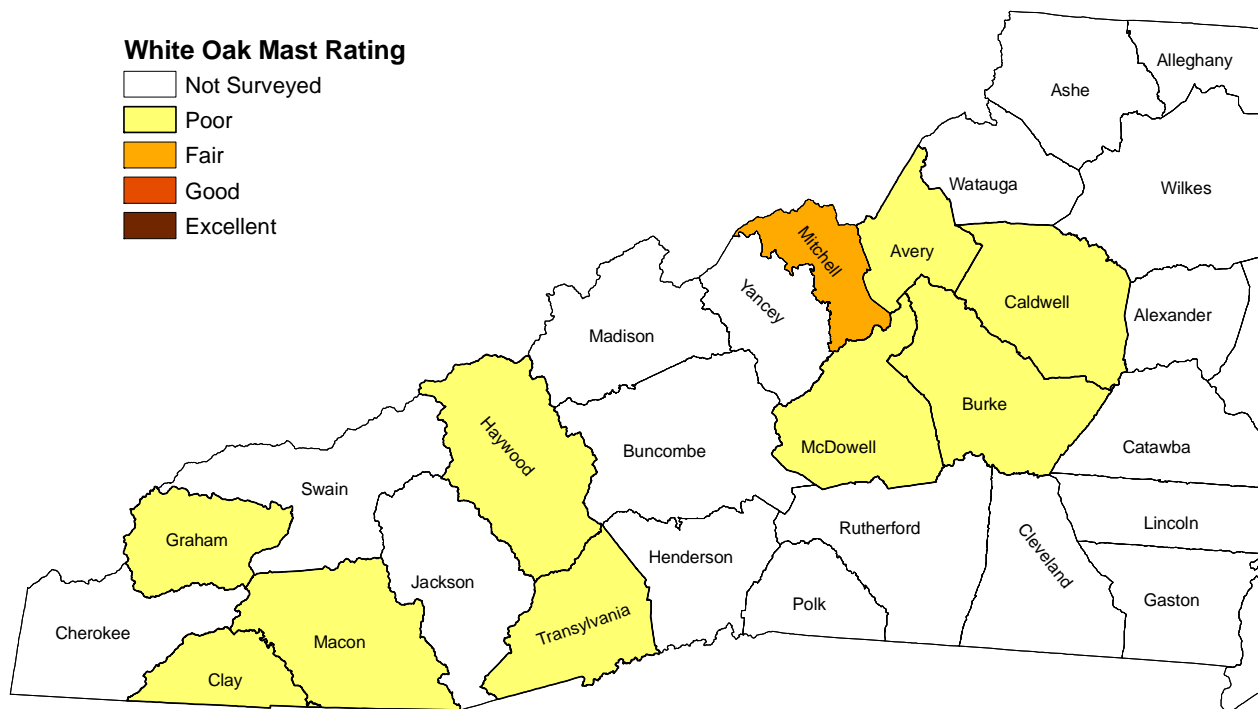 White Oak Mast Rating
Not Surveyed
Poor
Fair
Good
Excellent
Alleghany
Ashe
Watauga
Wilkes
Mitchell
Avery
Yancey
Caldwell
Alexander
Madison
Burke
Haywood
Buncombe
McDowell
Catawba
Swain
Lincoln
Graham
Rutherford
Cleveland
Henderson
Jackson
Gaston
Polk
Transylvania
Cherokee
Macon
Clay